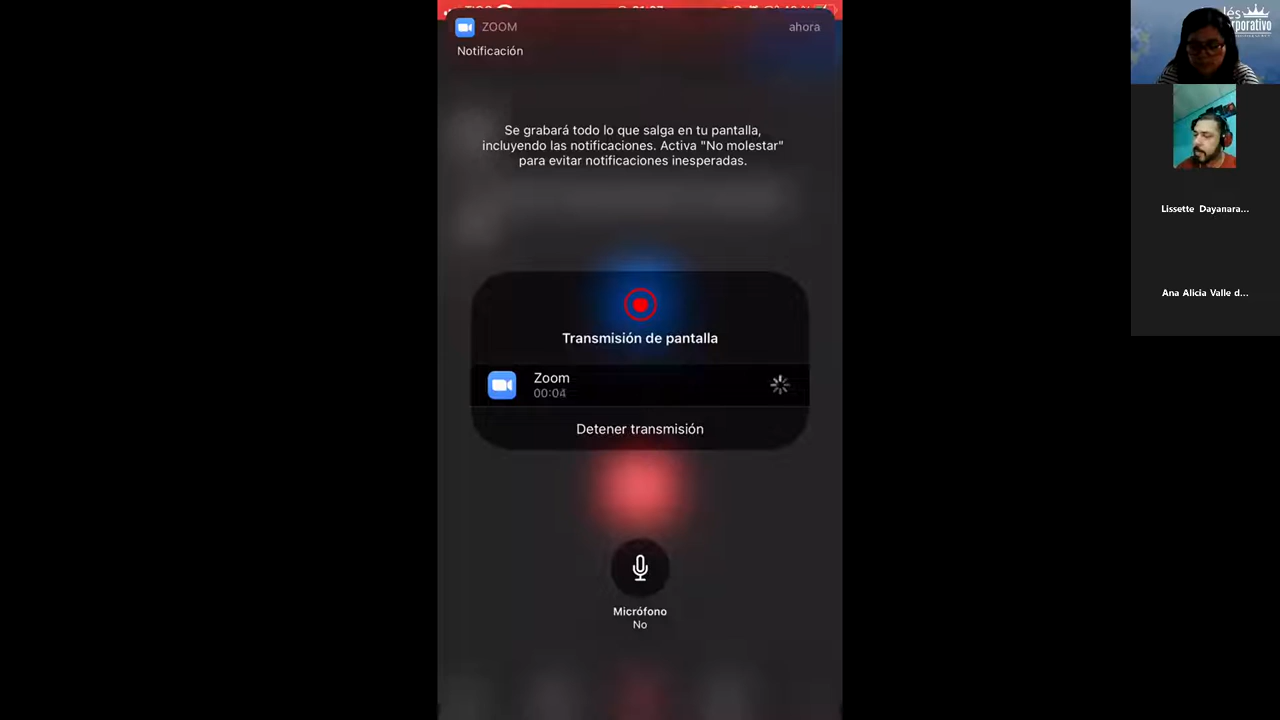 ZOOM
ahora
Notificación
Se grabará todo lo que salga en tu pantalla,
incluyendo las notificaciones. Activa "No molestar"
para evitar notificaciones inesperadas.
Transmisión de pantalla
Zoom
00:04
Detener transmisión
Micrófono
No
Lissette Dayanara...
Ana Alicia Valle d...